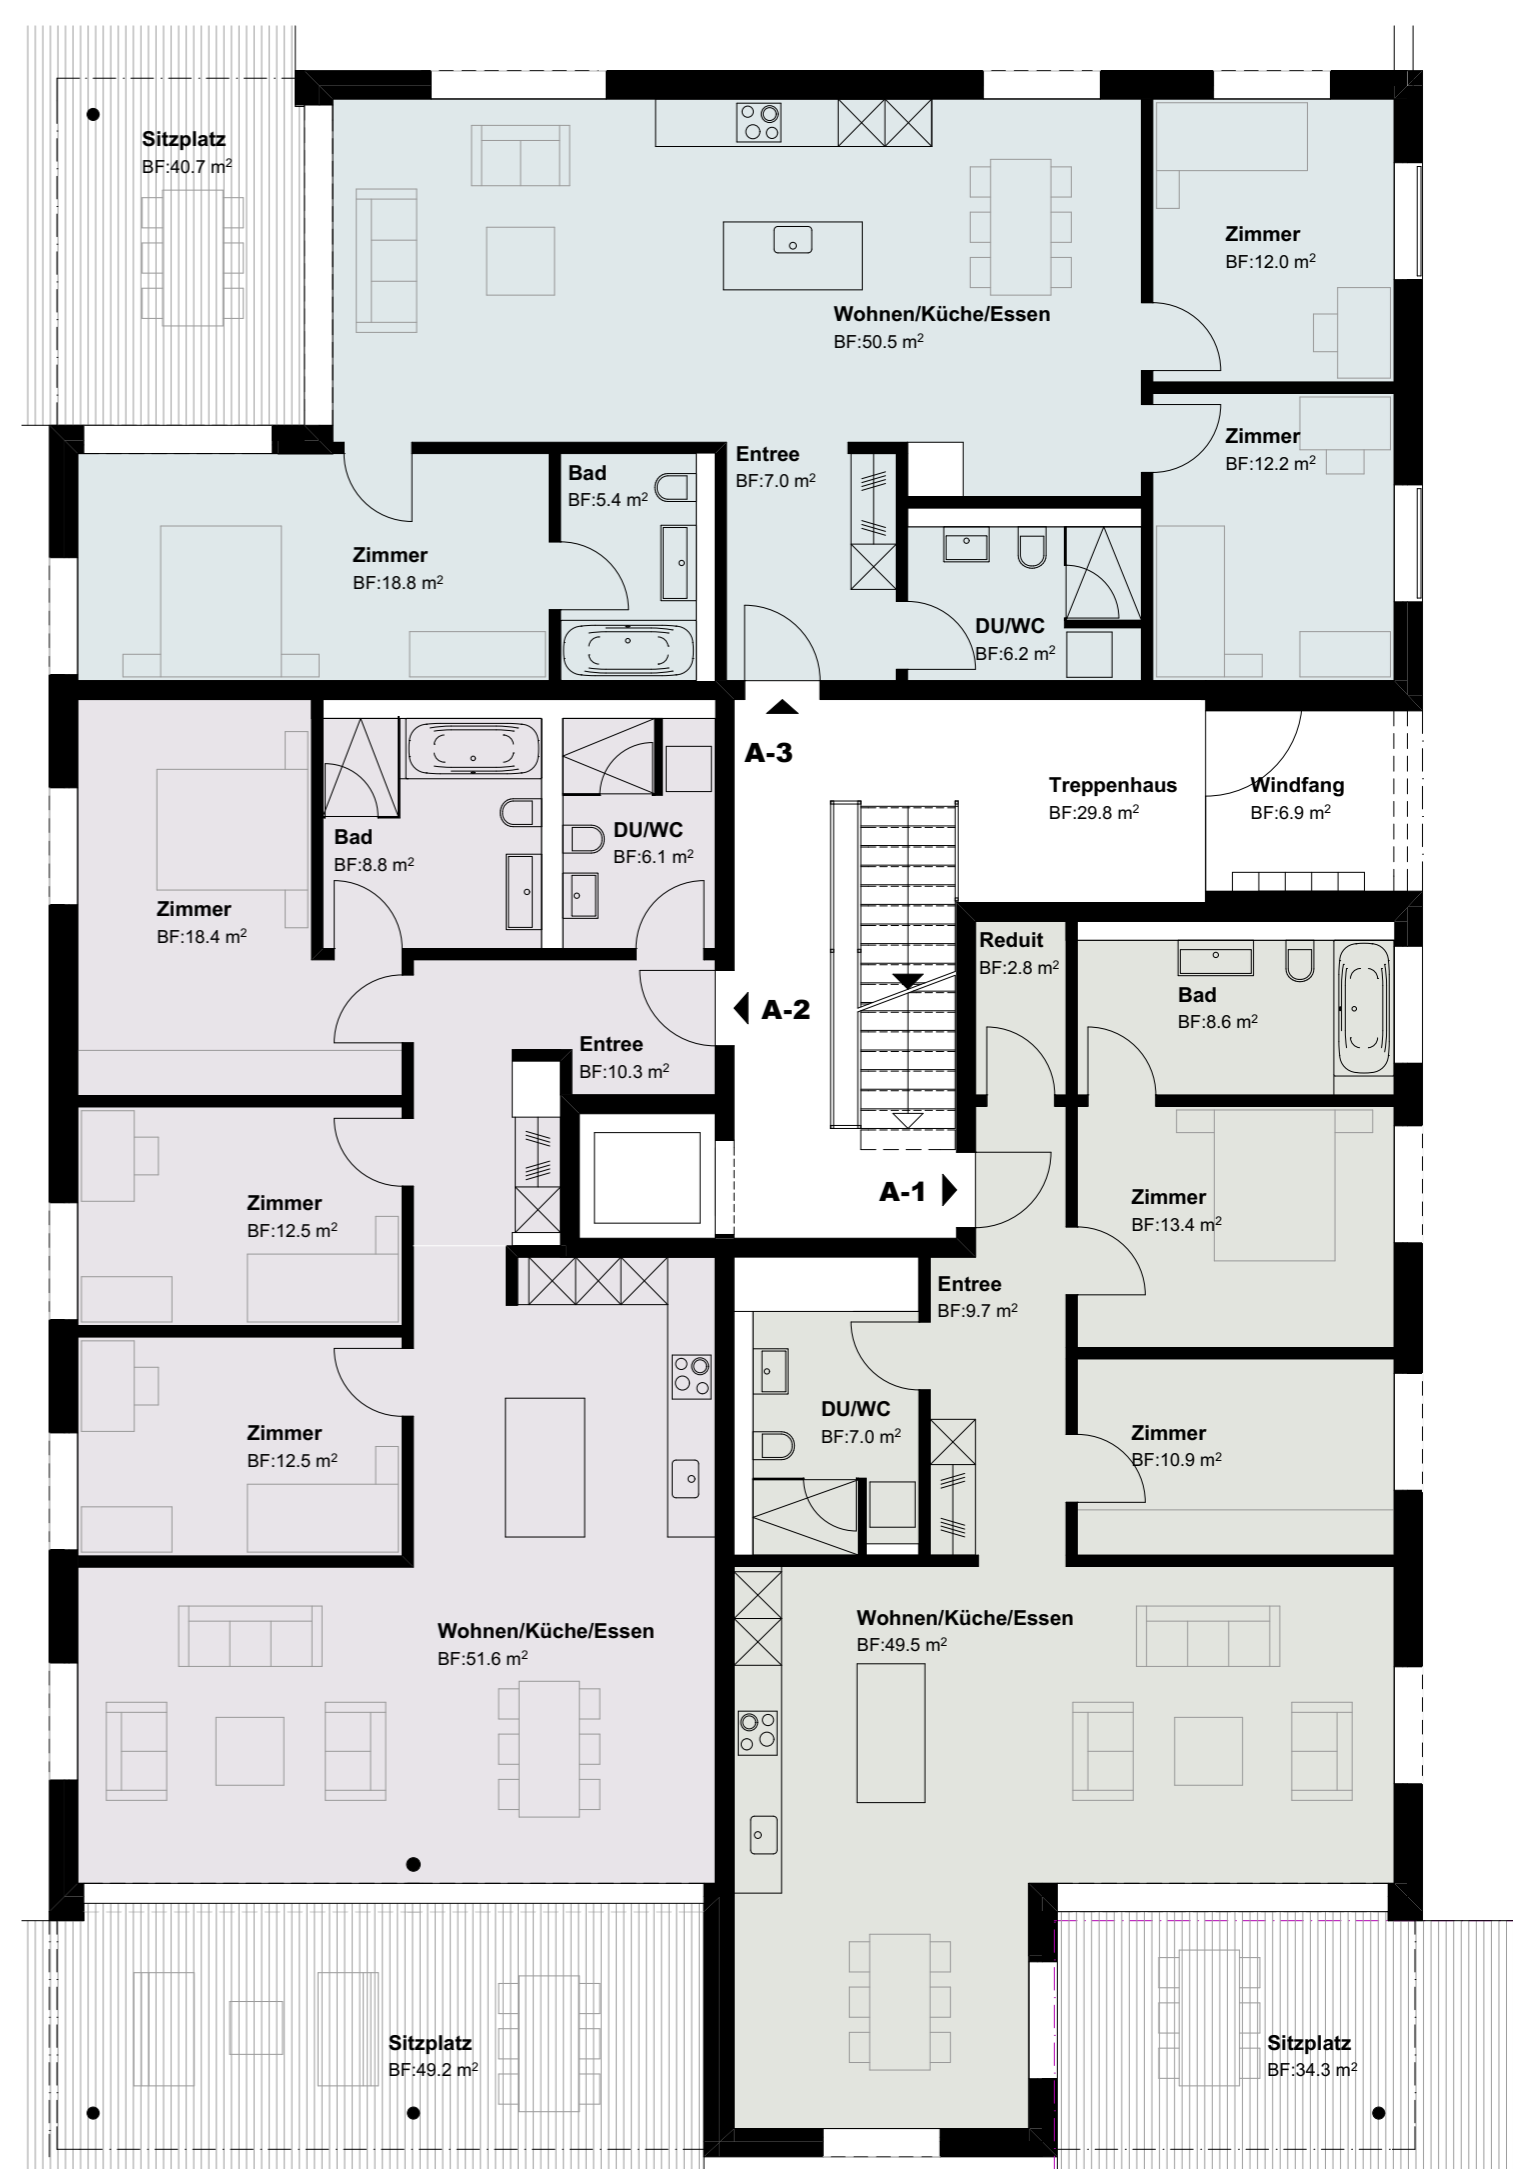 Sitzplatz
BF:40.7 m²
Zimmer
BF:12.0 m²
Wohnen/Küche/Essen
BF:50.5 m²
Zimmer
BF:12.2 m²
Entree
BF:7.0 m²
Bad
BF:5.4 m²
Zimmer
BF:18.8 m²
DU/WC
BF:6.2 m²
A-3
Treppenhaus
BF:29.8 m²
Windfang
BF:6.9 m²
Bad
BF:8.8 m²
DU/WC
BF:6.1 m²
Zimmer
BF:18.4 m²
Reduit
BF:2.8 m²
Bad
BF:8.6 m²
A-2
Entree
BF:10.3 m²
Zimmer
BF:12.5 m²
A-1
Zimmer
BF:13.4 m²
Entree
BF:9.7 m²
DU/WC
BF:7.0 m²
Zimmer
BF:12.5 m²
Zimmer
BF:10.9 m²
Wohnen/Küche/Essen
BF:51.6 m²
Wohnen/Küche/Essen
BF:49.5 m²
Sitzplatz
BF:49.2 m²
Sitzplatz
BF:34.3 m²